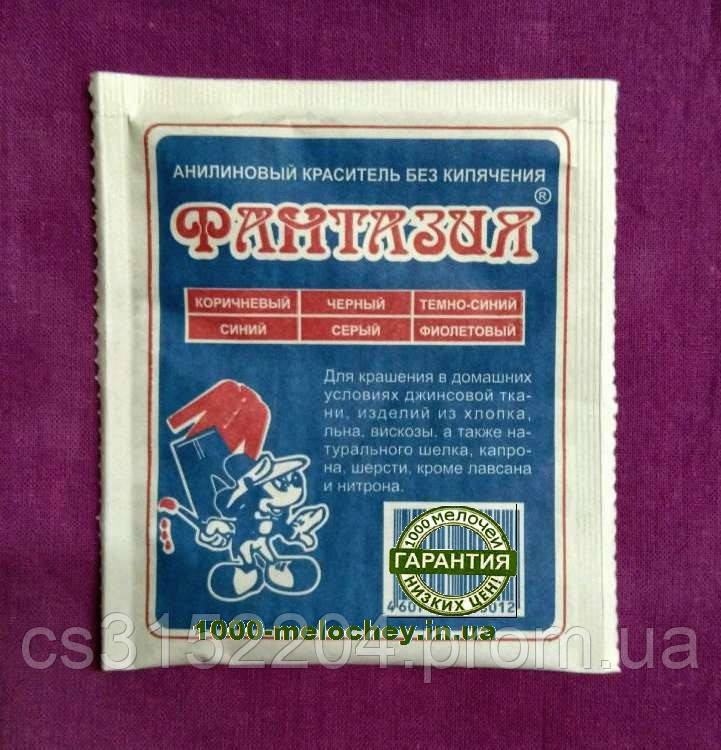 АНИЛИНОВЫЙ КРАСИТЕЛЬ БЕЗ КИПЯЧЕНИЯ
ФАНТАЗИЯ®
КОРИЧНЕВЫЙ ЧЕРНЫЙ ТЕМНО-СИНИЙ
СИНИЙ СЕРЫЙ ФИОЛЕТОВЫЙ
Для крашения в домашних
условиях джинсовой тка-
ни, изделий из хлопка,
льна, вискозы, а также на-
турального шелка, капро-
на, шерсти, кроме лавсана
и нитрона.
1000 мелочей
ГАРАНТИЯ
НИЗКИХ ЦЕН!
1000-melochey.in.ua
cs3152204.prom.ua